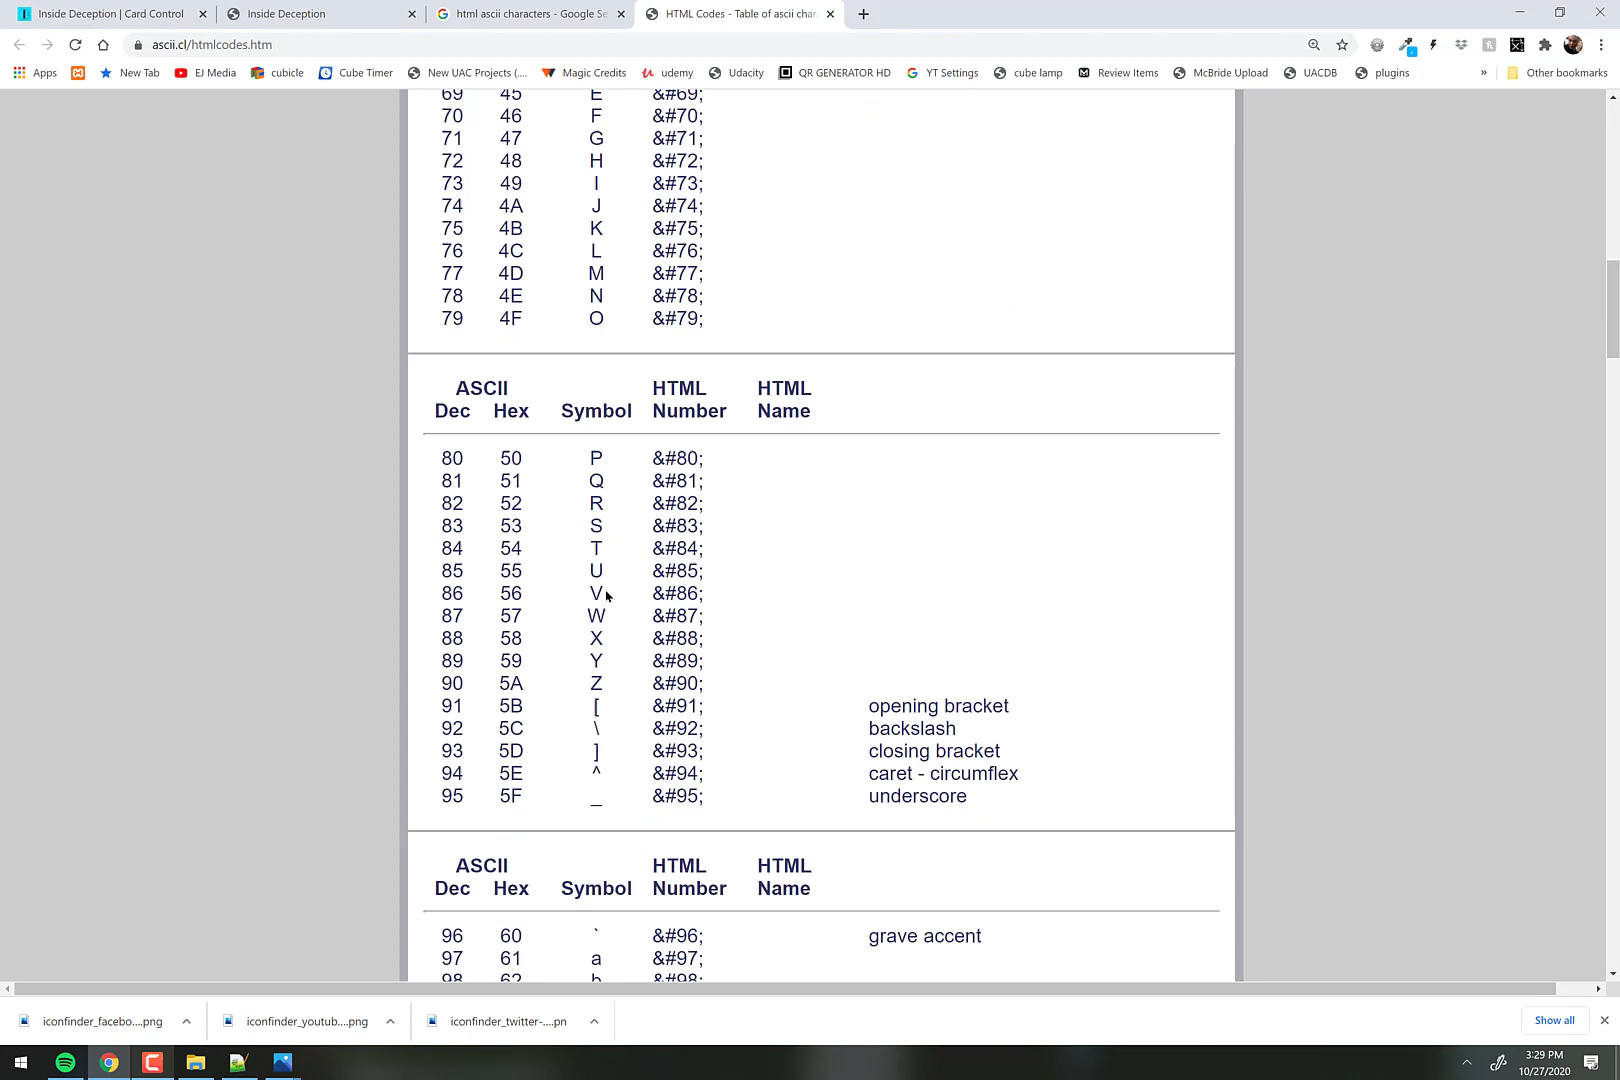 Inside Deception | Card Control
Inside Deception
html ascii characters - Google Se
HTML Codes - Table of ascii char
ascii.cl/htmlcodes.htm
Apps New Tab EJ Media cubicle Cube Timer New UAC Projects (.... Magic Credits udemy Udacity QR GENERATOR HD YT Settings cube lamp Review Items McBride Upload UACDB plugins » Other bookmarks
69 45 E &#69;
70 46 F &#70;
71 47 G &#71;
72 48 H &#72;
73 49 I &#73;
74 4A J &#74;
75 4B K &#75;
76 4C L &#76;
77 4D M &#77;
78 4E N &#78;
79 4F O &#79;
ASCII HTML HTML
Dec Hex Symbol Number Name
80 50 P &#80;
81 51 Q &#81;
82 52 R &#82;
83 53 S &#83;
84 54 T &#84;
85 55 U &#85;
86 56 V &#86;
87 57 W &#87;
88 58 X &#88;
89 59 Y &#89;
90 5A Z &#90;
91 5B [ &#91; opening bracket
92 5C \ &#92; backslash
93 5D ] &#93; closing bracket
94 5E ^ &#94; caret - circumflex
95 5F _ &#95; underscore
ASCII HTML HTML
Dec Hex Symbol Number Name
96 60 ` &#96; grave accent
97 61 a &#97;
98 62 b &#98;
iconfinder_facebo....png iconfinder_youtub....png iconfinder_twitter-....pn Show all
3:29 PM
10/27/2020